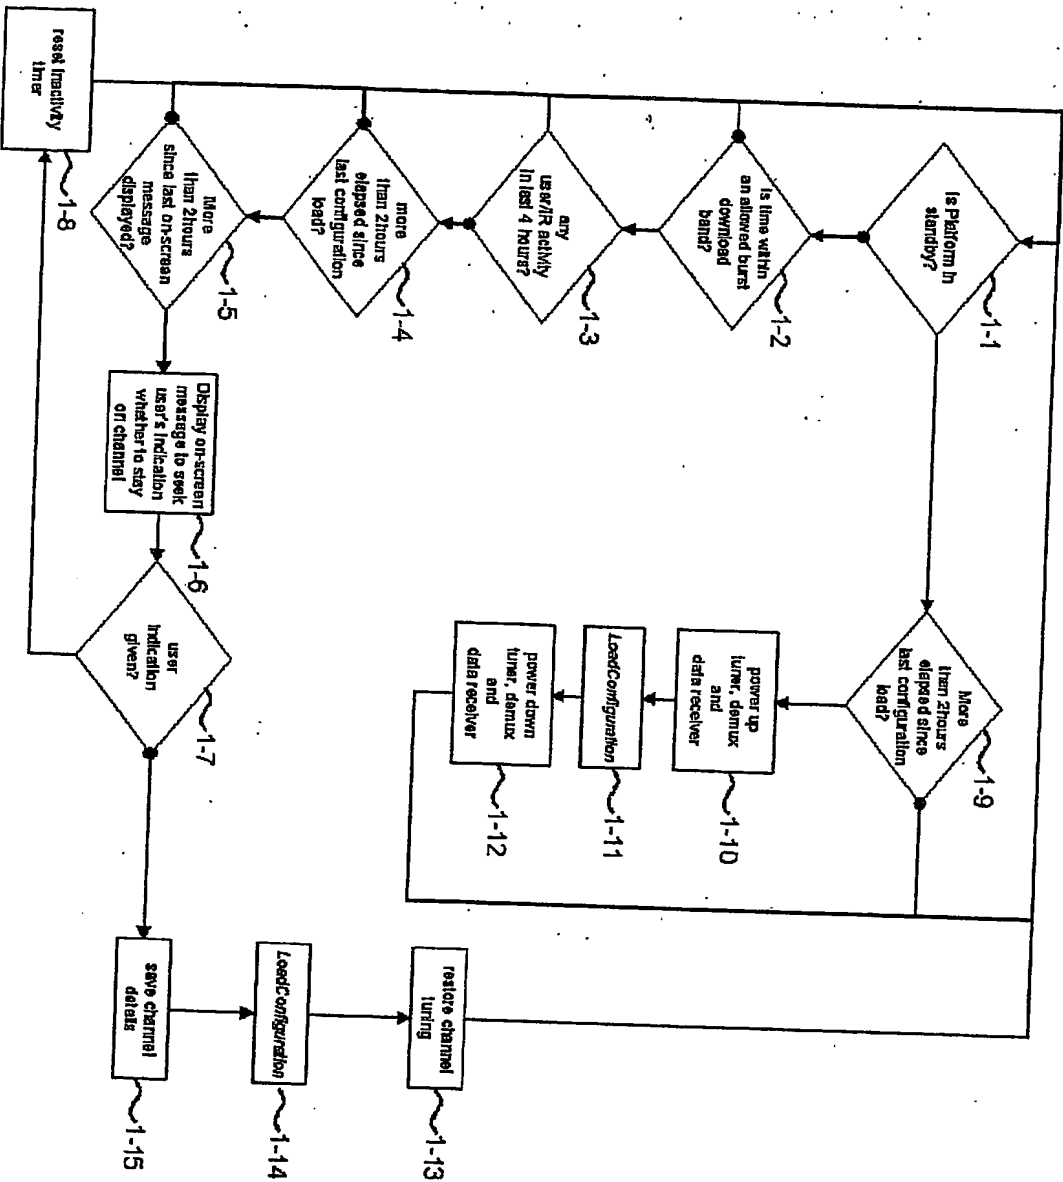 Is Platform in
standby?
1-1
Is time within
an allowed burst
download
band?
1-2
any
user/IR activity
in last 4 hours?
1-3
more
than 2hours
elapsed since
last configuration
load?
1-4
More
than 2hours
since last on-screen
message
displayed?
1-5
Display on-screen
message to seek
user's indication
whether to stay
on channel
1-6
user
indication
given?
1-7
reset inactivity
timer
1-8
More
than 2hours
elapsed since
last configuration
load?
1-9
power up
tuner, demux
and
data receiver
1-10
LoadConfiguration
1-11
power down
tuner, demux
and
data receiver
1-12
restore channel
tuning
1-13
LoadConfiguration
1-14
save channel
details
1-15